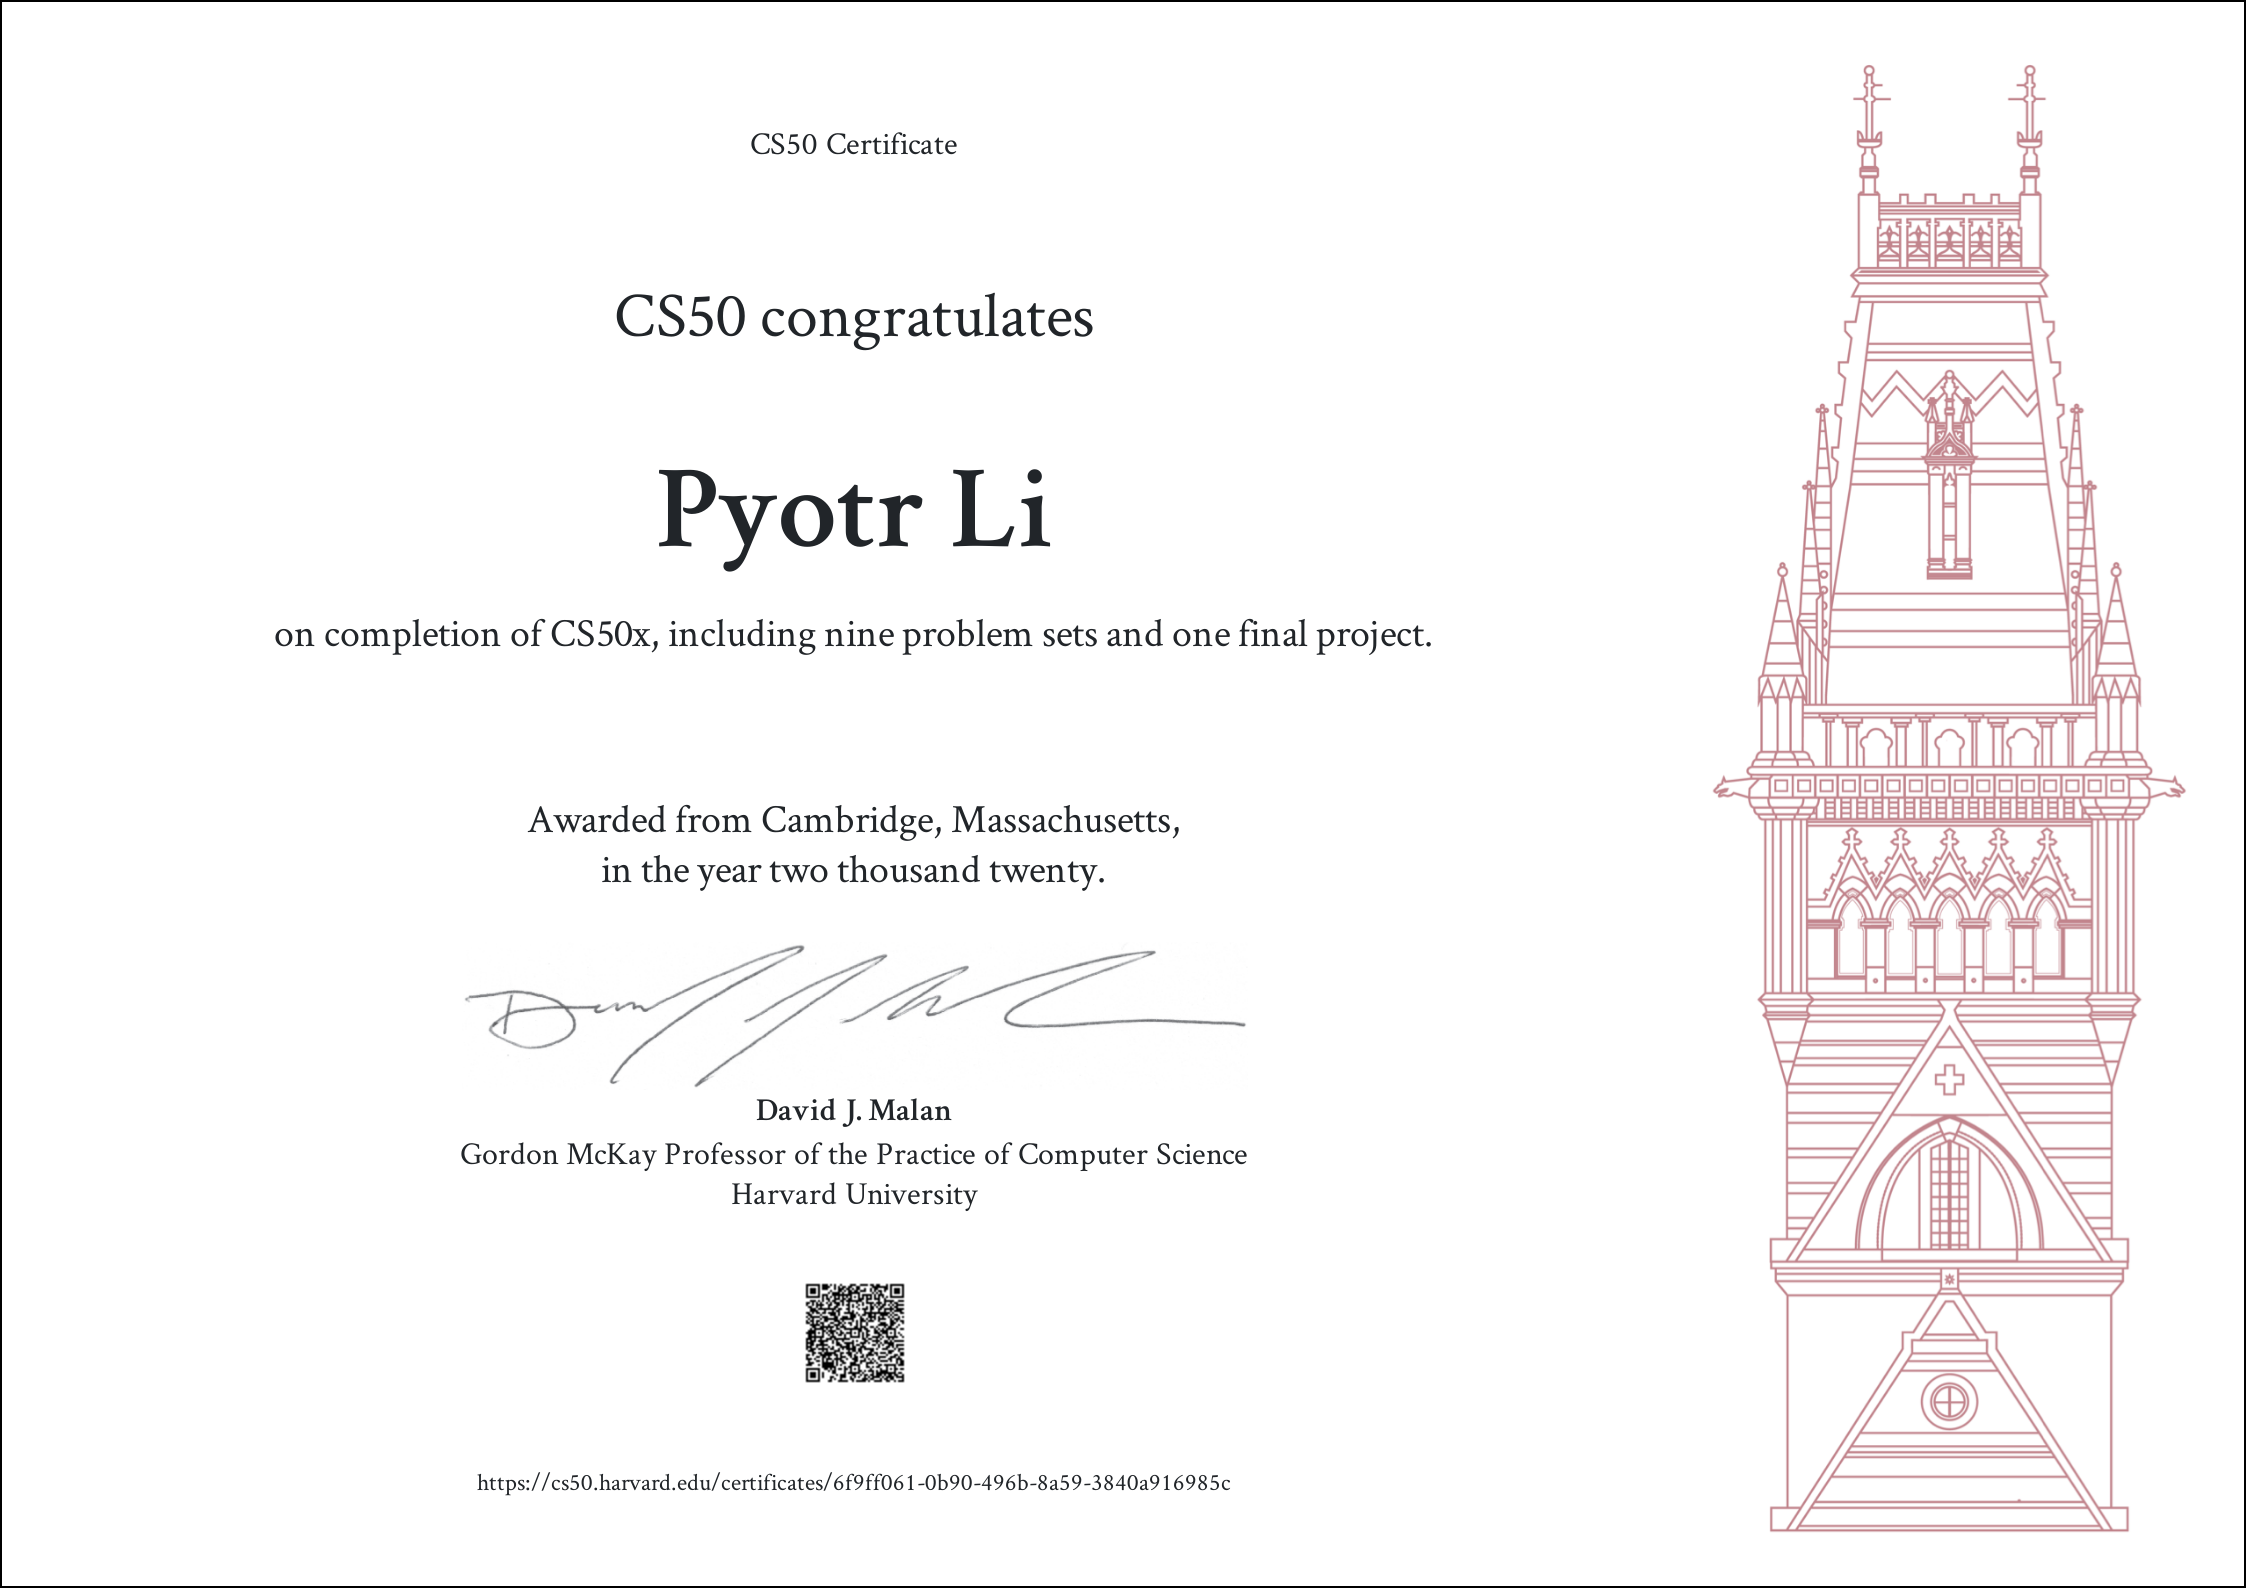 CS50 Certificate
CS50 congratulates
Pyotr Li
on completion of CS50x, including nine problem sets and one final project.
Awarded from Cambridge, Massachusetts,
in the year two thousand twenty.
David J. Malan
Gordon McKay Professor of the Practice of Computer Science
Harvard University
https://cs50.harvard.edu/certificates/6f9ff061-0b90-496b-8a59-3840a916985c